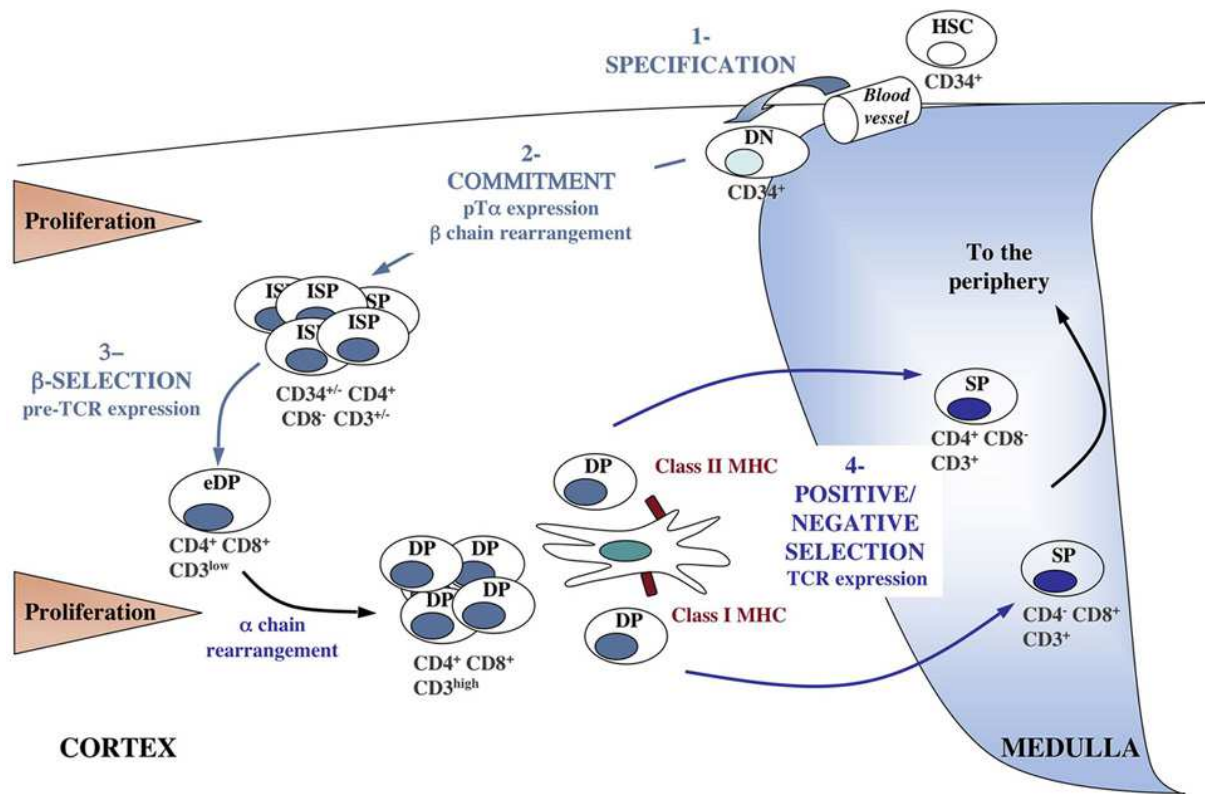 HSC
CD34⁺
1-
SPECIFICATION
Blood
vessel
DN
CD34⁺
2-
COMMITMENT
pTα expression
β chain rearrangement
Proliferation
ISP
ISP
ISP
CD34⁺/⁻ CD4⁺
CD8⁻ CD3⁺/⁻
3–
β-SELECTION
pre-TCR expression
To the
periphery
SP
CD4⁺ CD8⁻
CD3⁺
eDP
CD4⁺ CD8⁺
CD3ˡᵒʷ
DP
Class II MHC
4-
POSITIVE/
NEGATIVE
SELECTION
TCR expression
DP DP
DP DP
CD4⁺ CD8⁺
CD3ʰⁱᵍʰ
Class I MHC
DP
SP
CD4⁻ CD8⁺
CD3⁺
Proliferation
α chain
rearrangement
CORTEX
MEDULLA